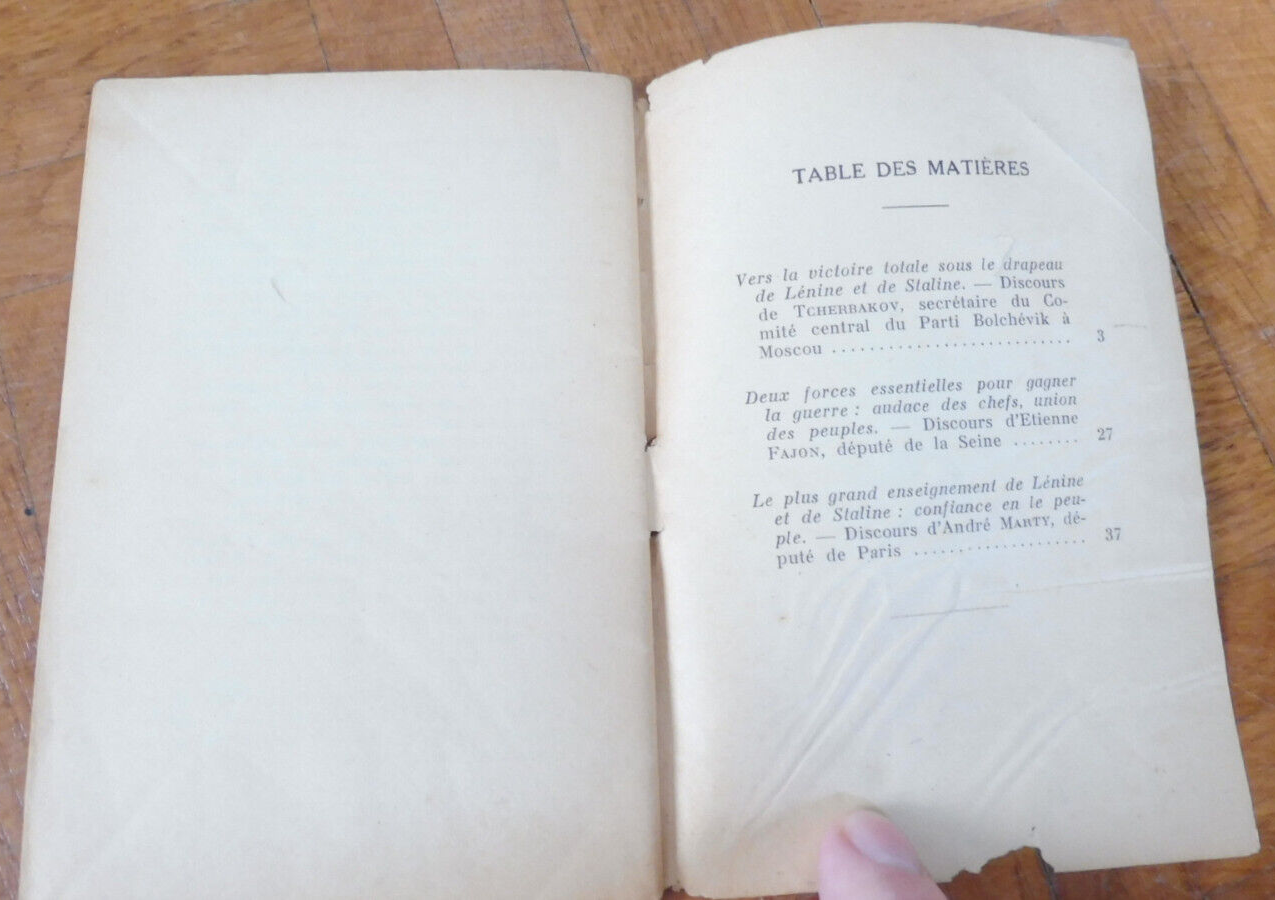 TABLE DES MATIÈRES
Vers la victoire totale sous le drapeau
de Lénine et de Staline. — Discours
de TCHERBAKOV, secrétaire du Co-
mité central du Parti Bolchévik à
Moscou .......................... 3
Deux forces essentielles pour gagner
la guerre : audace des chefs, union
des peuples. — Discours d'Etienne
FAJON, député de la Seine ........ 27
Le plus grand enseignement de Lénine
et de Staline : confiance en le peu-
ple. — Discours d'André MARTY, dé-
puté de Paris .................... 37